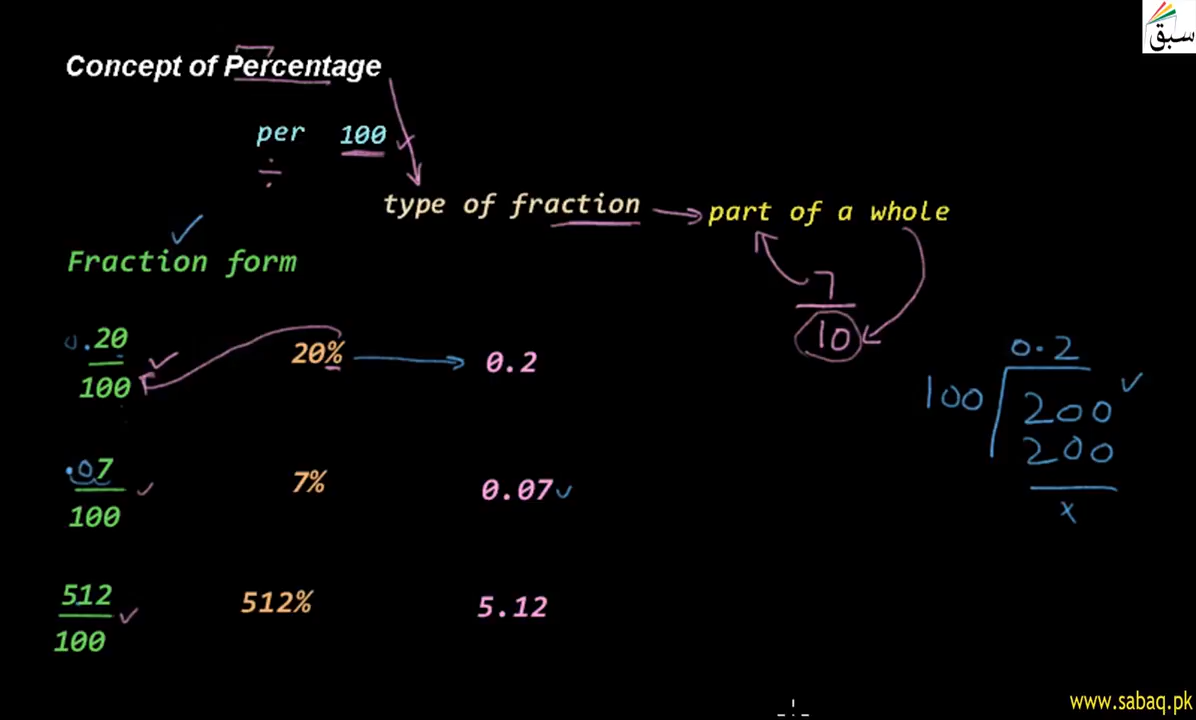 سبق
Concept of Percentage
per 100
÷
type of fraction → part of a whole
Fraction form
7
10
0.20
100
20% → 0.2
0.2
100 200
200
x
.07
100
7% 0.07
512
100
512% 5.12
www.sabaq.pk